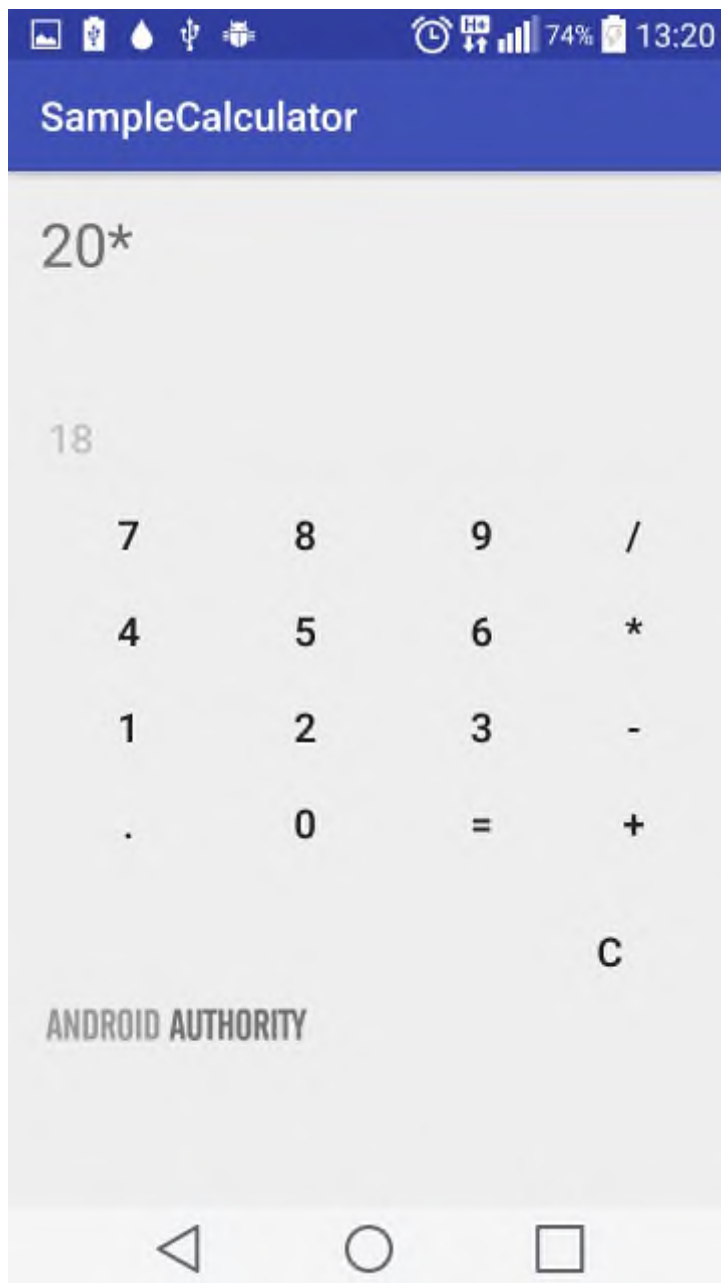 H+ 74% 13:20
SampleCalculator
20*
18
7 8 9 /
4 5 6 *
1 2 3 -
. 0 = +
C
ANDROID AUTHORITY